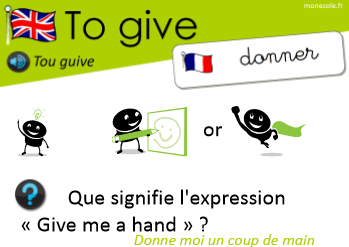 monecole.fr
To give
Tou guive
donner
or
Que signifie l'expression
« Give me a hand » ?
Donne moi un coup de main